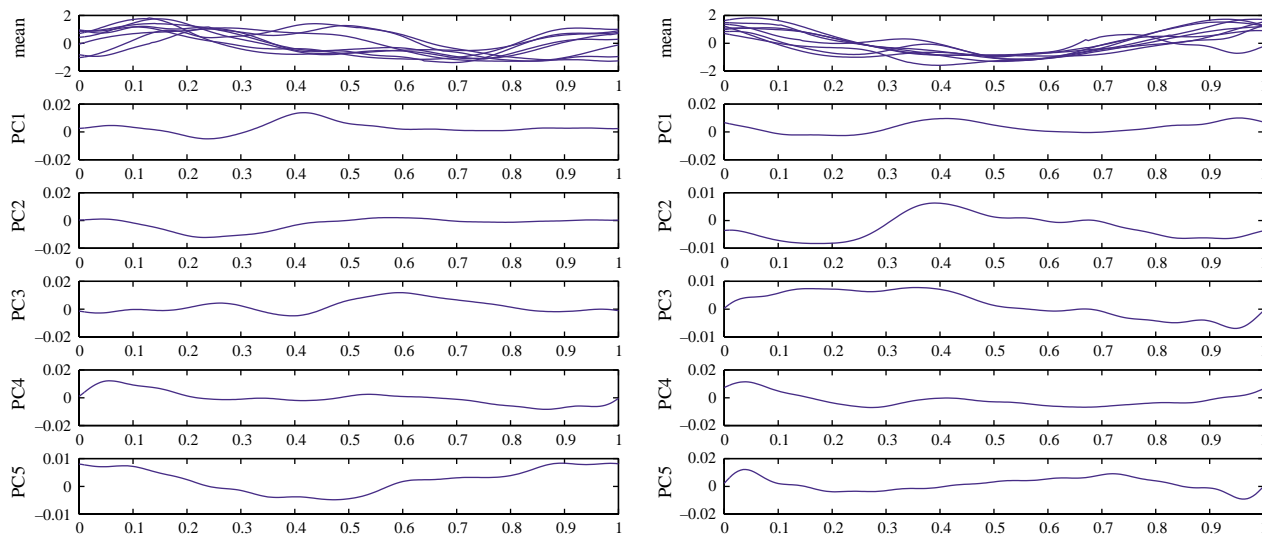 mean 2 0 –2 0 0.1 0.2 0.3 0.4 0.5 0.6 0.7 0.8 0.9 1
PC1 0.02 0 –0.02 0 0.1 0.2 0.3 0.4 0.5 0.6 0.7 0.8 0.9 1
PC2 0.02 0 –0.02 0 0.1 0.2 0.3 0.4 0.5 0.6 0.7 0.8 0.9 1
PC3 0.02 0 –0.02 0 0.1 0.2 0.3 0.4 0.5 0.6 0.7 0.8 0.9 1
PC4 0.02 0 –0.02 0 0.1 0.2 0.3 0.4 0.5 0.6 0.7 0.8 0.9 1
PC5 0.01 0 –0.01 0 0.1 0.2 0.3 0.4 0.5 0.6 0.7 0.8 0.9 1
mean 2 0 –2 0 0.1 0.2 0.3 0.4 0.5 0.6 0.7 0.8 0.9
PC1 0.02 0 –0.02 0 0.1 0.2 0.3 0.4 0.5 0.6 0.7 0.8 0.9
PC2 0.01 0 –0.01 0 0.1 0.2 0.3 0.4 0.5 0.6 0.7 0.8 0.9
PC3 0.01 0 –0.01 0 0.1 0.2 0.3 0.4 0.5 0.6 0.7 0.8 0.9
PC4 0.02 0 –0.02 0 0.1 0.2 0.3 0.4 0.5 0.6 0.7 0.8 0.9
PC5 0.02 0 –0.02 0 0.1 0.2 0.3 0.4 0.5 0.6 0.7 0.8 0.9